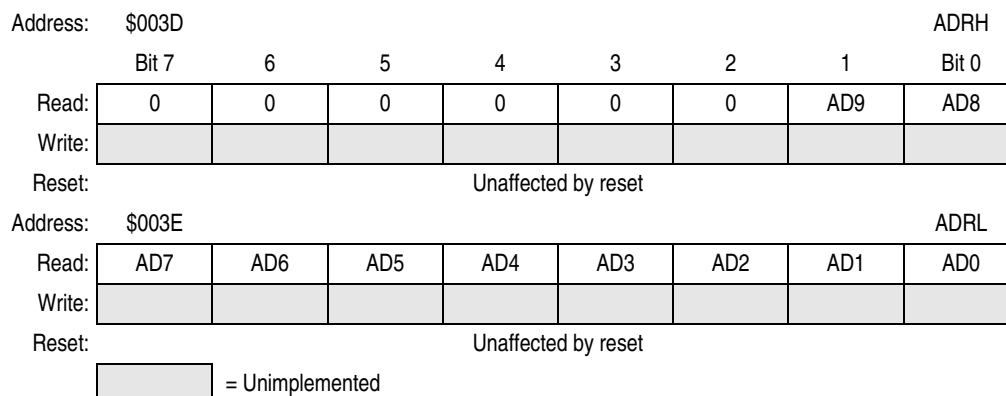 Address: $003D ADRH
Bit 7 6 5 4 3 2 1 Bit 0
Read: 0 0 0 0 0 0 AD9 AD8
Write:
Reset: Unaffected by reset
Address: $003E ADRL
Read: AD7 AD6 AD5 AD4 AD3 AD2 AD1 AD0
Write:
Reset: Unaffected by reset
= Unimplemented